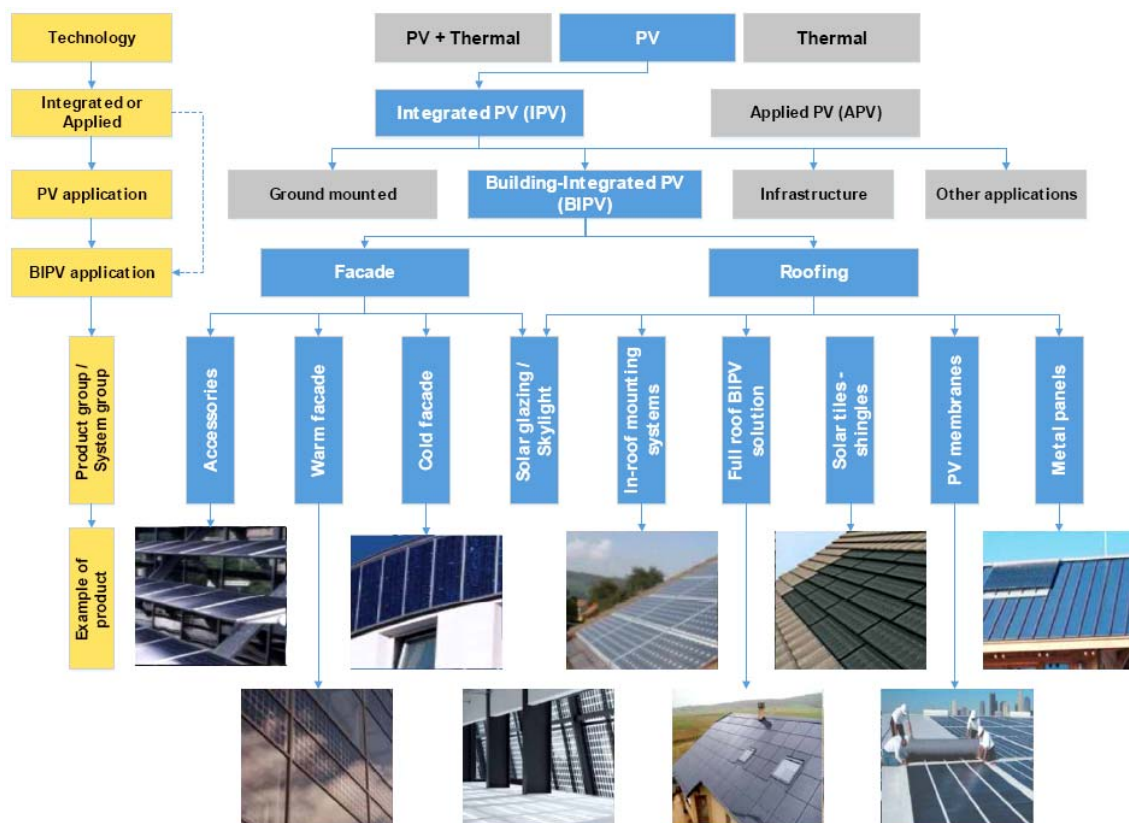 Technology
PV + Thermal
PV
Thermal
Integrated or
Applied
Integrated PV (IPV)
Applied PV (APV)
PV application
Ground mounted
Building-Integrated PV
(BIPV)
Infrastructure
Other applications
BIPV application
Facade
Roofing
Product group /
System group
Accessories
Warm facade
Cold facade
Solar glazing /
Skylight
In-roof mounting
systems
Full roof BIPV
solution
Solar tiles -
shingles
PV membranes
Metal panels
Example of
product